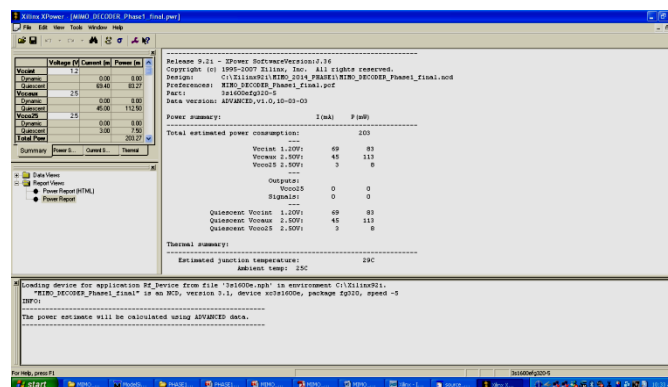 Xilinx XPower - [MIMO_DECODER_Phase1_final.pwr]
File Edit View Tools Window Help
Voltage [V] Current [m Power [m
Vccint 1.2
Dynamic 0.00 0.00
Quiescent 69.40 83.27
Vccaux 2.5
Dynamic 0.00 0.00
Quiescent 45.00 112.50
Vcco25 2.5
Dynamic 0.00 0.00
Quiescent 3.00 7.50
Total Pow 203.27
Summary Power S... Current S... Thermal
Data Views
Report Views
Power Report (HTML)
Power Report
Release 9.2i - XPower SoftwareVersion:J.36
Copyright (c) 1995-2007 Xilinx, Inc. All rights reserved.
Design: C:\Xilinx92i\MIMO_2014_PHASE1\MIMO_DECODER_Phase1_final.ncd
Preferences: MIMO_DECODER_Phase1_final.pcf
Part: 3s1600efg320-5
Data version: ADVANCED,v1.0,10-03-03
Power summary: I(mA) P(mW)
Total estimated power consumption: 203
---
Vccint 1.20V: 69 83
Vccaux 2.50V: 45 113
Vcco25 2.50V: 3 8
---
Outputs:
Vcco25 0 0
Signals: 0 0
---
Quiescent Vccint 1.20V: 69 83
Quiescent Vccaux 2.50V: 45 113
Quiescent Vcco25 2.50V: 3 8
Thermal summary:
Estimated junction temperature: 29C
Ambient temp: 25C
Loading device for application Rf_Device from file '3s1600e.nph' in environment C:\Xilinx92i.
"MIMO_DECODER_Phase1_final" is an NCD, version 3.1, device xc3s1600e, package fg320, speed -5
INFO:
The power estimate will be calculated using ADVANCED data.
For Help, press F1
3s1600efg320-5
start MIMO ... ModelS... PHASE1... PHASE1... MIMO ... MIMO ... MIMO ... Xilinx - I... source ... Xilinx X...